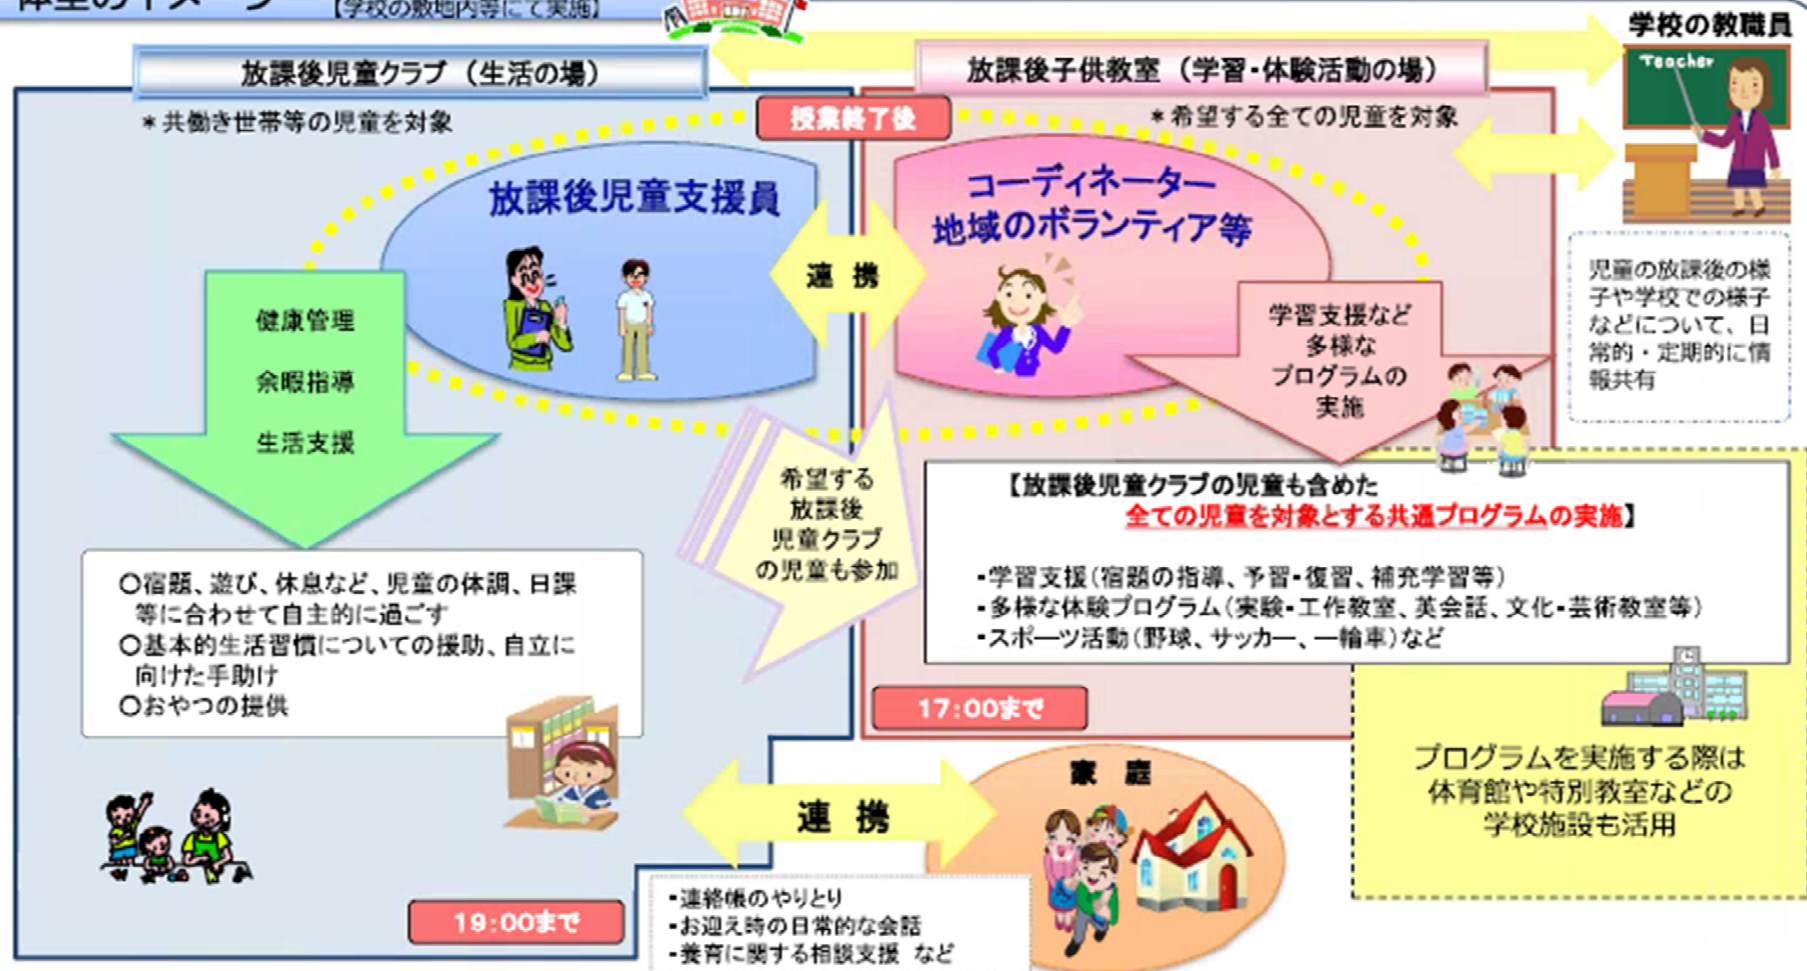 のイメージ
【学校の敷地内等にて実施】
学校の教職員
Teacher
放課後児童クラブ（生活の場）
放課後子供教室（学習・体験活動の場）
＊共働き世帯等の児童を対象
授業終了後
＊希望する全ての児童を対象
放課後児童支援員
コーディネーター
地域のボランティア等
連 携
健康管理
余暇指導
生活支援
学習支援など
多様な
プログラムの
実施
児童の放課後の様
子や学校での様子
などについて、日
常的・定期的に情
報共有
希望する
放課後
児童クラブ
の児童も参加
【放課後児童クラブの児童も含めた
全ての児童を対象とする共通プログラムの実施】
・学習支援（宿題の指導、予習・復習、補充学習等）
・多様な体験プログラム（実験・工作教室、英会話、文化・芸術教室等）
・スポーツ活動（野球、サッカー、一輪車）など
○宿題、遊び、休息など、児童の体調、日課
等に合わせて自主的に過ごす
○基本的生活習慣についての援助、自立に
向けた手助け
○おやつの提供
17：00まで
プログラムを実施する際は
体育館や特別教室などの
学校施設も活用
家 庭
連 携
19：00まで
・連絡帳のやりとり
・お迎え時の日常的な会話
・養育に関する相談支援 など